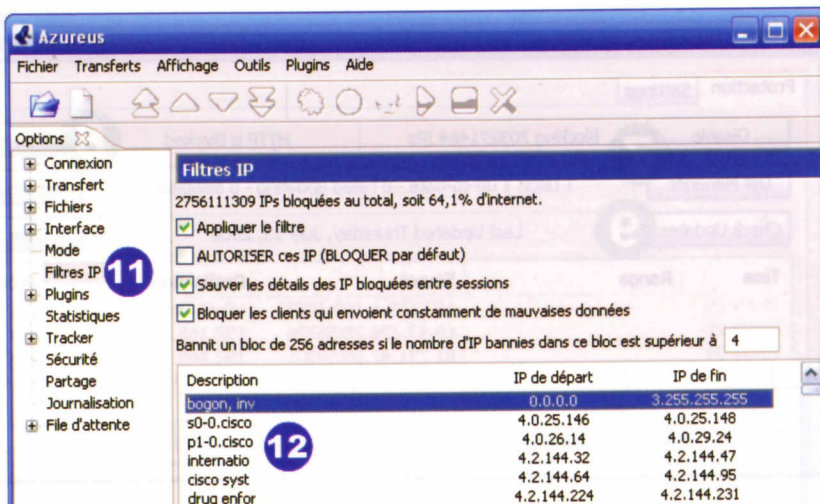 Azureus
Fichier Transferts Affichage Outils Plugins Aide
Options
Connexion
Transfert
Fichiers
Interface
Mode
Filtres IP
Plugins
Statistiques
Tracker
Sécurité
Partage
Journalisation
File d'attente
11
Filtres IP
2756111309 IPs bloquées au total, soit 64,1% d'internet.
Appliquer le filtre
AUTORISER ces IP (BLOQUER par défaut)
Sauver les détails des IP bloquées entre sessions
Bloquer les clients qui envoient constamment de mauvaises données
Bannit un bloc de 256 adresses si le nombre d'IP bannies dans ce bloc est supérieur à 4
Description IP de départ IP de fin
bogon, inv 0.0.0.0 3.255.255.255
s0-0.cisco 4.0.25.146 4.0.25.148
p1-0.cisco 4.0.26.14 4.0.29.24
internatio 4.2.144.32 4.2.144.47
cisco syst 4.2.144.64 4.2.144.95
drug enfor 4.2.144.224 4.2.144.231
12